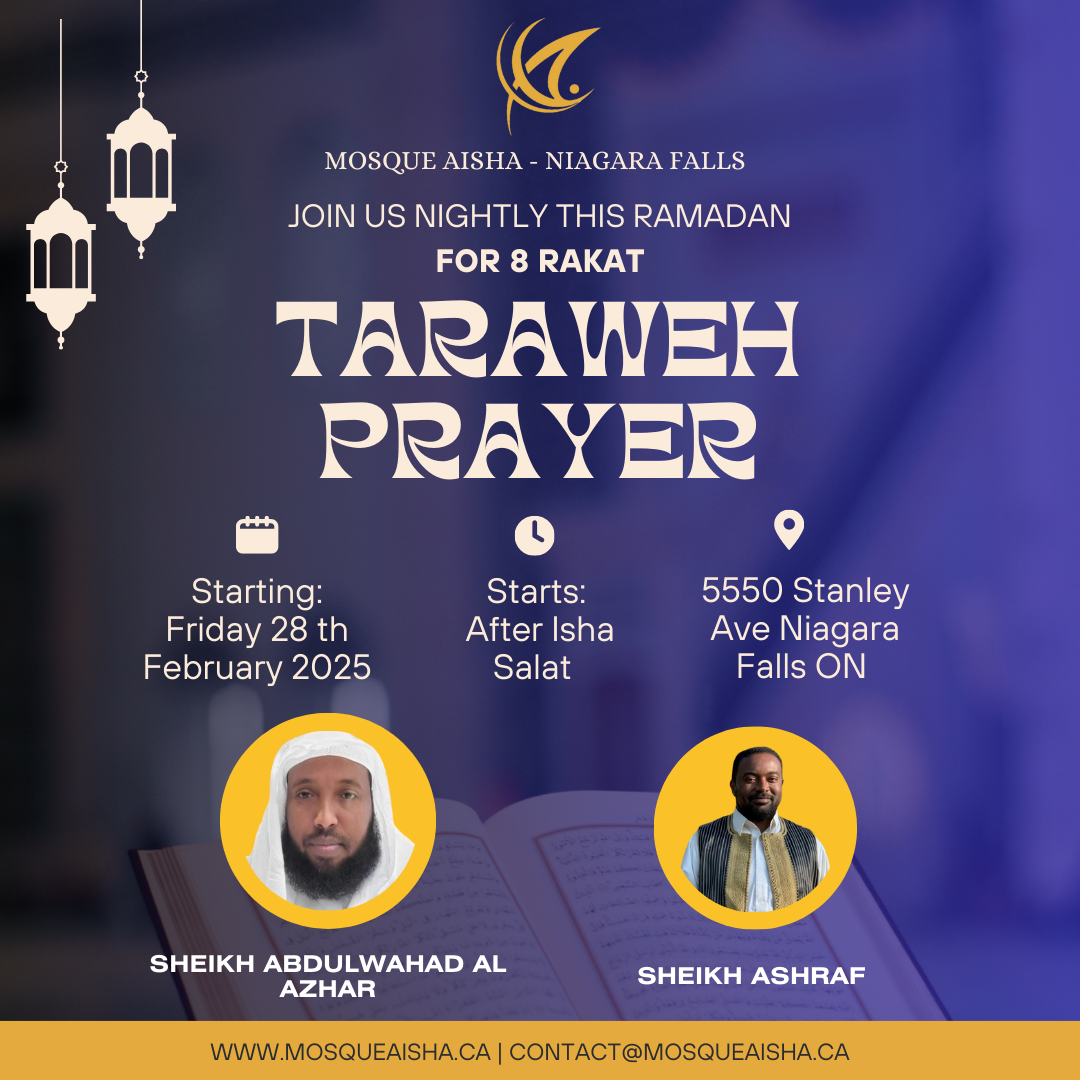 MOSQUE AISHA - NIAGARA FALLS
JOIN US NIGHTLY THIS RAMADAN
FOR 8 RAKAT
TARAWEH
PRAYER
Starting:
Friday 28 th
February 2025
Starts:
After Isha
Salat
5550 Stanley
Ave Niagara
Falls ON
SHEIKH ABDULWAHAD AL
AZHAR
SHEIKH ASHRAF
WWW.MOSQUEAISHA.CA | CONTACT@MOSQUEAISHA.CA